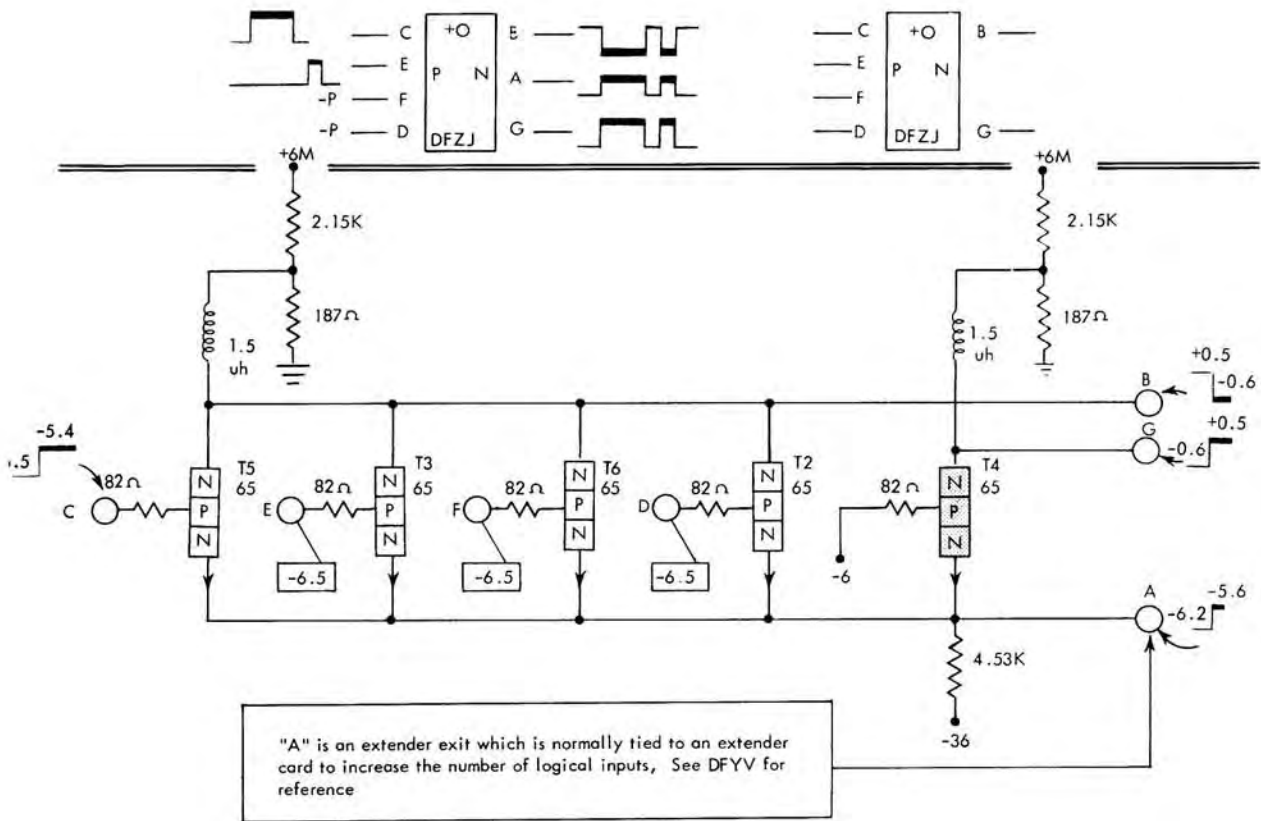 C +O B C +O B
E E
P N A P N
-P F F
-P D DFZJ G D DFZJ G
+6M +6M
2.15K 2.15K
187Ω 187Ω
1.5 1.5
uh uh
+0.5
B -0.6
G +0.5
-0.6
-5.4
.5
82Ω N T5 82Ω N T3 82Ω N T6 82Ω N T2 82Ω N T4
65 65 65 65 65
C P E P F P D P P
N N N N N
-6.5 -6.5 -6.5 -6
A -5.6
-6.2
4.53K
-36
"A" is an extender exit which is normally tied to an extender
card to increase the number of logical inputs, See DFYV for
reference